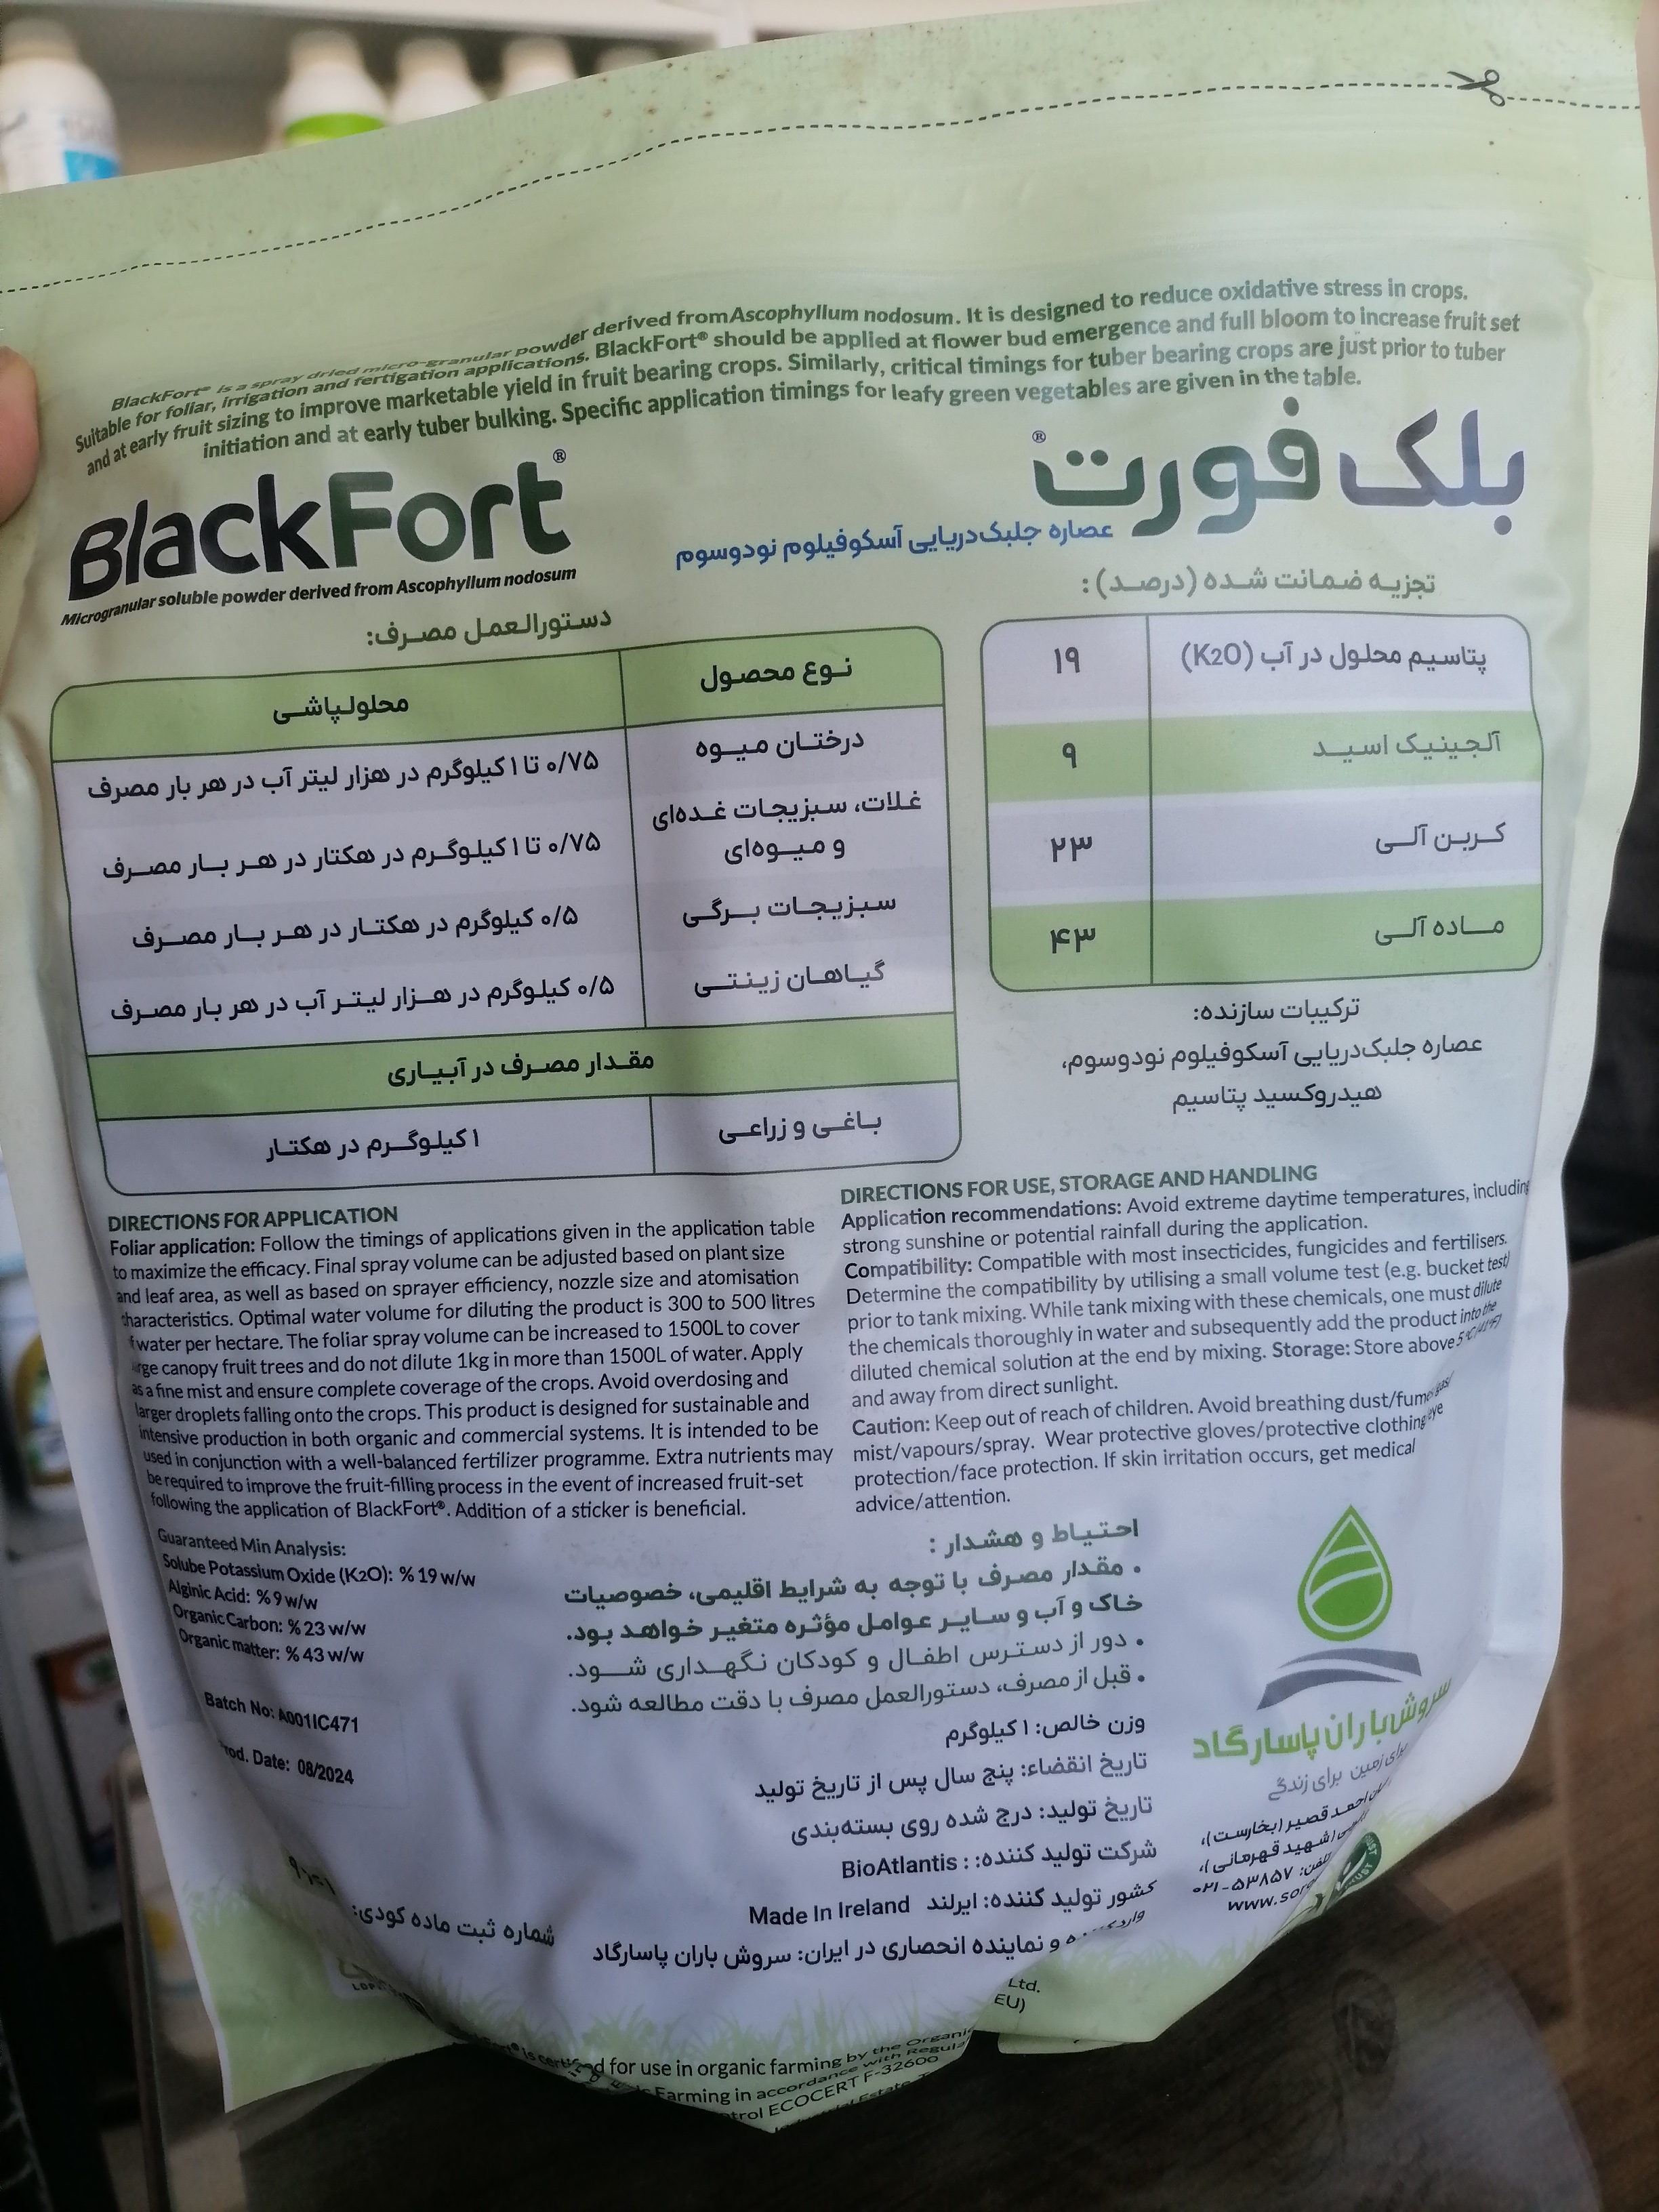 BlackFort® is a spray dried micro-granular powder derived from Ascophyllum nodosum. It is designed to reduce oxidative stress in crops.
Suitable for foliar, irrigation and fertigation applications. BlackFort® should be applied at flower bud emergence and full bloom to increase fruit set
and at early fruit sizing to improve marketable yield in fruit bearing crops. Similarly, critical timings for tuber bearing crops are just prior to tuber
initiation and at early tuber bulking. Specific application timings for leafy green vegetables are given in the table.
BlackFort®
Microgranular soluble powder derived from Ascophyllum nodosum
بلک فورت®
عصاره جلبک‌دریایی آسکوفیلوم نودوسوم
تجزیه ضمانت شده (درصد):
پتاسیم محلول در آب (K2O) ۱۹
آلجینیک اسید ۹
کربن آلی ۲۳
ماده آلی ۴۳
ترکیبات سازنده:
عصاره جلبک‌دریایی آسکوفیلوم نودوسوم،
هیدروکسید پتاسیم
دستورالعمل مصرف:
نوع محصول محلولپاشی
درختان میوه ۰/۷۵ تا ۱ کیلوگرم در هزار لیتر آب در هر بار مصرف
غلات، سبزیجات غده‌ای
و میوه‌ای ۰/۷۵ تا ۱ کیلوگرم در هکتار در هر بار مصرف
سبزیجات برگی ۰/۵ کیلوگرم در هکتار در هر بار مصرف
گیاهان زینتی ۰/۵ کیلوگرم در هزار لیتر آب در هر بار مصرف
مقدار مصرف در آبیاری
باغی و زراعی ۱ کیلوگرم در هکتار
DIRECTIONS FOR APPLICATION
Foliar application: Follow the timings of applications given in the application table
to maximize the efficacy. Final spray volume can be adjusted based on plant size
and leaf area, as well as based on sprayer efficiency, nozzle size and atomisation
characteristics. Optimal water volume for diluting the product is 300 to 500 litres
water per hectare. The foliar spray volume can be increased to 1500L to cover
canopy fruit trees and do not dilute 1kg in more than 1500L of water. Apply
as a fine mist and ensure complete coverage of the crops. Avoid overdosing and
larger droplets falling onto the crops. This product is designed for sustainable and
intensive production in both organic and commercial systems. It is intended to be
used in conjunction with a well-balanced fertilizer programme. Extra nutrients may
be required to improve the fruit-filling process in the event of increased fruit-set
following the application of BlackFort®. Addition of a sticker is beneficial.
DIRECTIONS FOR USE, STORAGE AND HANDLING
Application recommendations: Avoid extreme daytime temperatures, including
strong sunshine or potential rainfall during the application.
Compatibility: Compatible with most insecticides, fungicides and fertilisers.
Determine the compatibility by utilising a small volume test (e.g. bucket test)
prior to tank mixing. While tank mixing with these chemicals, one must dilute
the chemicals thoroughly in water and subsequently add the product into the
diluted chemical solution at the end by mixing. Storage: Store above 5°C/(41°F)
and away from direct sunlight.
Caution: Keep out of reach of children. Avoid breathing dust/fume/gas/
mist/vapours/spray. Wear protective gloves/protective clothing/eye
protection/face protection. If skin irritation occurs, get medical
advice/attention.
Guaranteed Min Analysis:
Solube Potassium Oxide (K2O): %19 w/w
Alginic Acid: %9 w/w
Organic Carbon: %23 w/w
Organic matter: %43 w/w
Batch No: A001IC471
Prod. Date: 08/2024
احتیاط و هشدار :
• مقدار مصرف با توجه به شرایط اقلیمی، خصوصیات
خاک و آب و سایر عوامل مؤثره متغیر خواهد بود.
• دور از دسترس اطفال و کودکان نگهداری شود.
• قبل از مصرف، دستورالعمل مصرف با دقت مطالعه شود.
وزن خالص: ۱ کیلوگرم
تاریخ انقضاء: پنج سال پس از تاریخ تولید
تاریخ تولید: درج شده روی بسته‌بندی
شرکت تولید کننده: : BioAtlantis
کشور تولید کننده: ایرلند Made In Ireland
و نماینده انحصاری در ایران: سروش باران پاسارگاد
شماره ثبت ماده کودی:
سروش باران پاسارگاد
برای زمین برای زندگی
احمد قصیر (بخارست)،
(شهید قهرمانی)،
تلفن: ۵۳۸۵۷-۰۲۱
www.sor
Ltd.
EU)
is certified for use in organic farming by the Organic
Farming in accordance with
ECOCERT F-32600